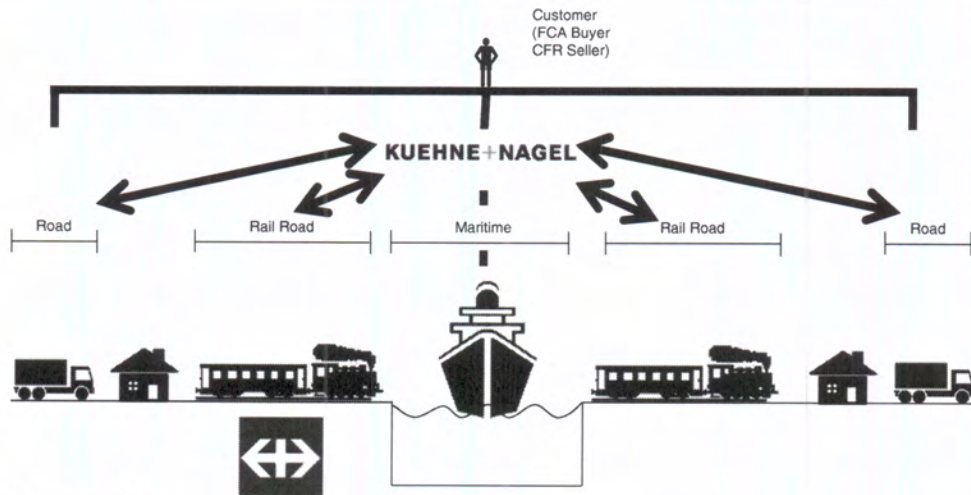 Customer
(FCA Buyer
CFR Seller)
KUEHNE+NAGEL
Road
Rail Road
Maritime
Rail Road
Road